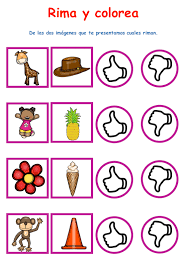 Rima y colorea
De las dos imágenes que te presentamos cuales riman.